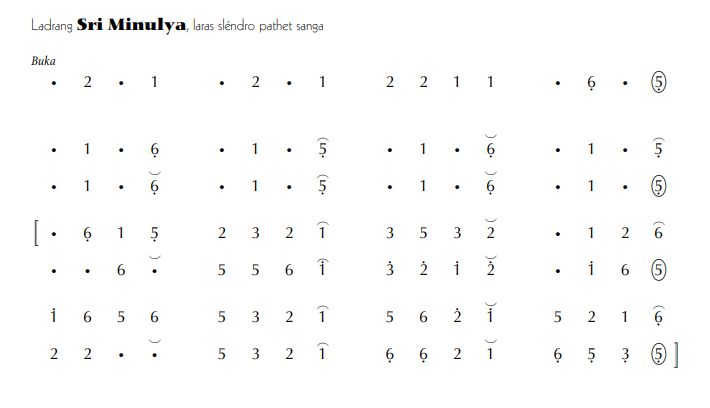 Ladrang Sri Minulya, laras sléndro pathet sanga
Buka
• 2 • 1 • 2 • 1 2 2 1 1 • 6̣ • 5̣
• 1 • 6̣ • 1 • 5̣ • 1 • 6̣ • 1 • 5̣
• 1 • 6̣ • 1 • 5̣ • 1 • 6̣ • 1 • 5̣
[ • 6̣ 1 5̣ 2 3 2 1 3 5 3 2 • 1 2 6
• • 6 • 5 5 6 1̇ 3̇ 2̇ 1̇ 2̇ • 1̇ 6 5
1̇ 6 5 6 5 3 2 1 5 6 2̇ 1̇ 5 2 1 6̣
2 2 • • 5 3 2 1 6̣ 6̣ 2 1 6̣ 5̣ 3̣ 5̣ ]